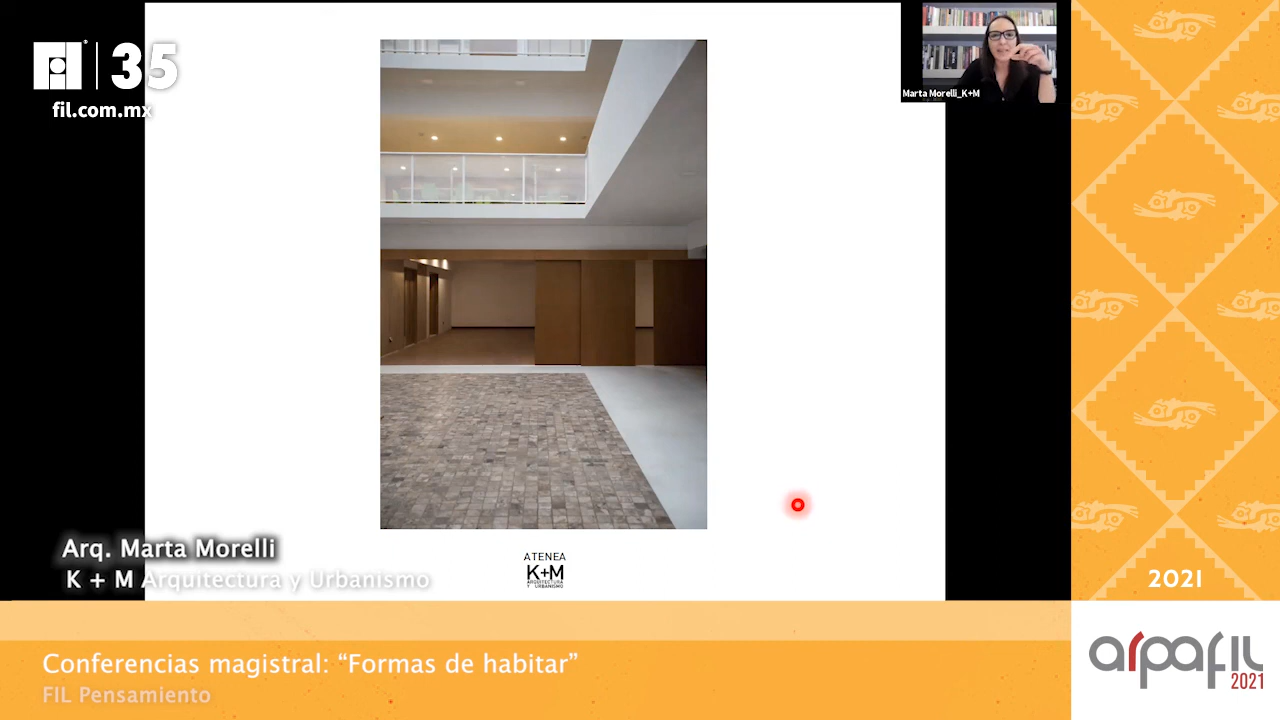 FIL 35
fil.com.mx
Marta Morelli_K+M
ATENEA
K+M
ARQUITECTURA
Y URBANISMO
Arq. Marta Morelli
K + M Arquitectura y Urbanismo
2021
Conferencias magistral: “Formas de habitar”
FIL Pensamiento
arpafil
2021